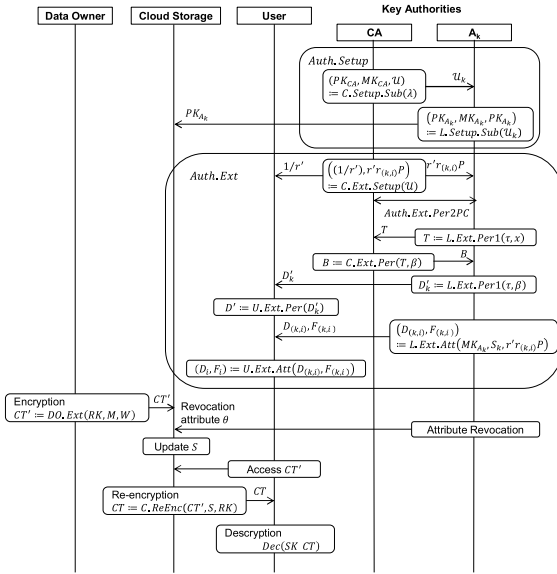 Key Authorities
Data Owner
Cloud Storage
User
CA
A_k
Auth.Setup
(PK_CA, MK_CA, 𝒰)
≔ C.Setup.Sub(λ)
𝒰_k
PK_{A_k}
(PK_{A_k}, MK_{A_k}, PK_{A_k})
≔ L.Setup.Sub(𝒰_k)
Auth.Ext
1/r'
((1/r'), r'r_{(k,i)}P)
≔ C.Ext.Setup(𝒰)
r'r_{(k,i)}P
Auth.Ext.Per2PC
T
T ≔ L.Ext.Per1(τ, x)
B ≔ C.Ext.Per(T, β)
B
D'_k
D'_k ≔ L.Ext.Per1(τ, β)
D' ≔ U.Ext.Per(D'_k)
D_{(k,i)}, F_{(k,i)}
(D_{(k,i)}, F_{(k,i)})
≔ L.Ext.Att(MK_{A_k}, S_k, r'r_{(k,i)}P)
(D_i, F_i) ≔ U.Ext.Att(D_{(k,i)}, F_{(k,i)})
Encryption
CT' ≔ DO.Ext(RK, M, W)
CT'
Revocation
attribute θ
Attribute Revocation
Update S
Access CT'
Re-encryption
CT ≔ C.ReEnc(CT', S, RK)
CT
Descryption
Dec(SK CT)